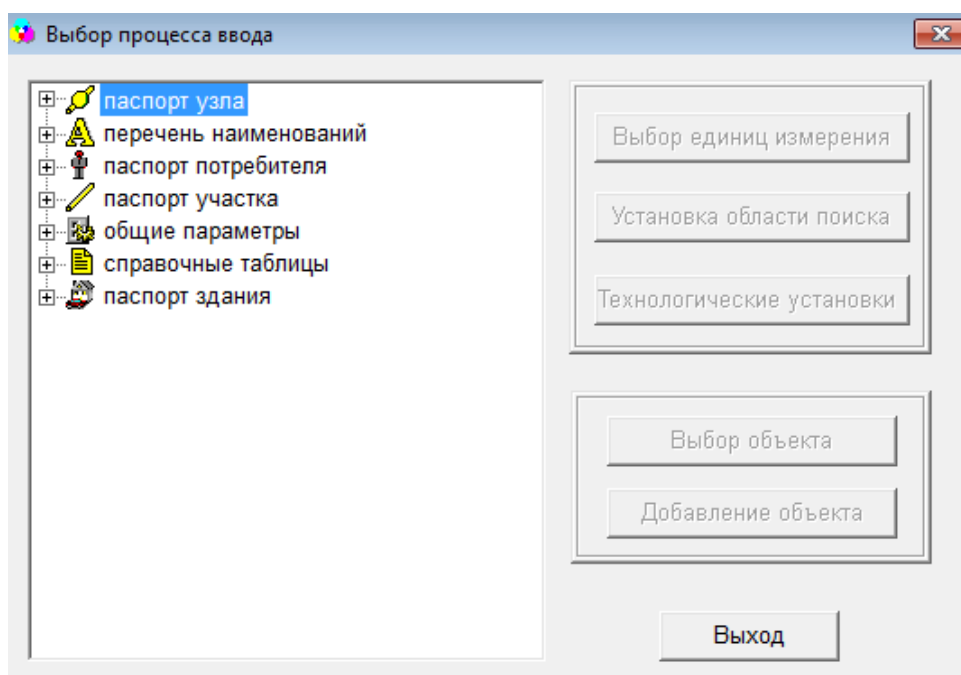 Выбор процесса ввода
паспорт узла
перечень наименований
паспорт потребителя
паспорт участка
общие параметры
справочные таблицы
паспорт здания
Выбор единиц измерения
Установка области поиска
Технологические установки
Выбор объекта
Добавление объекта
Выход